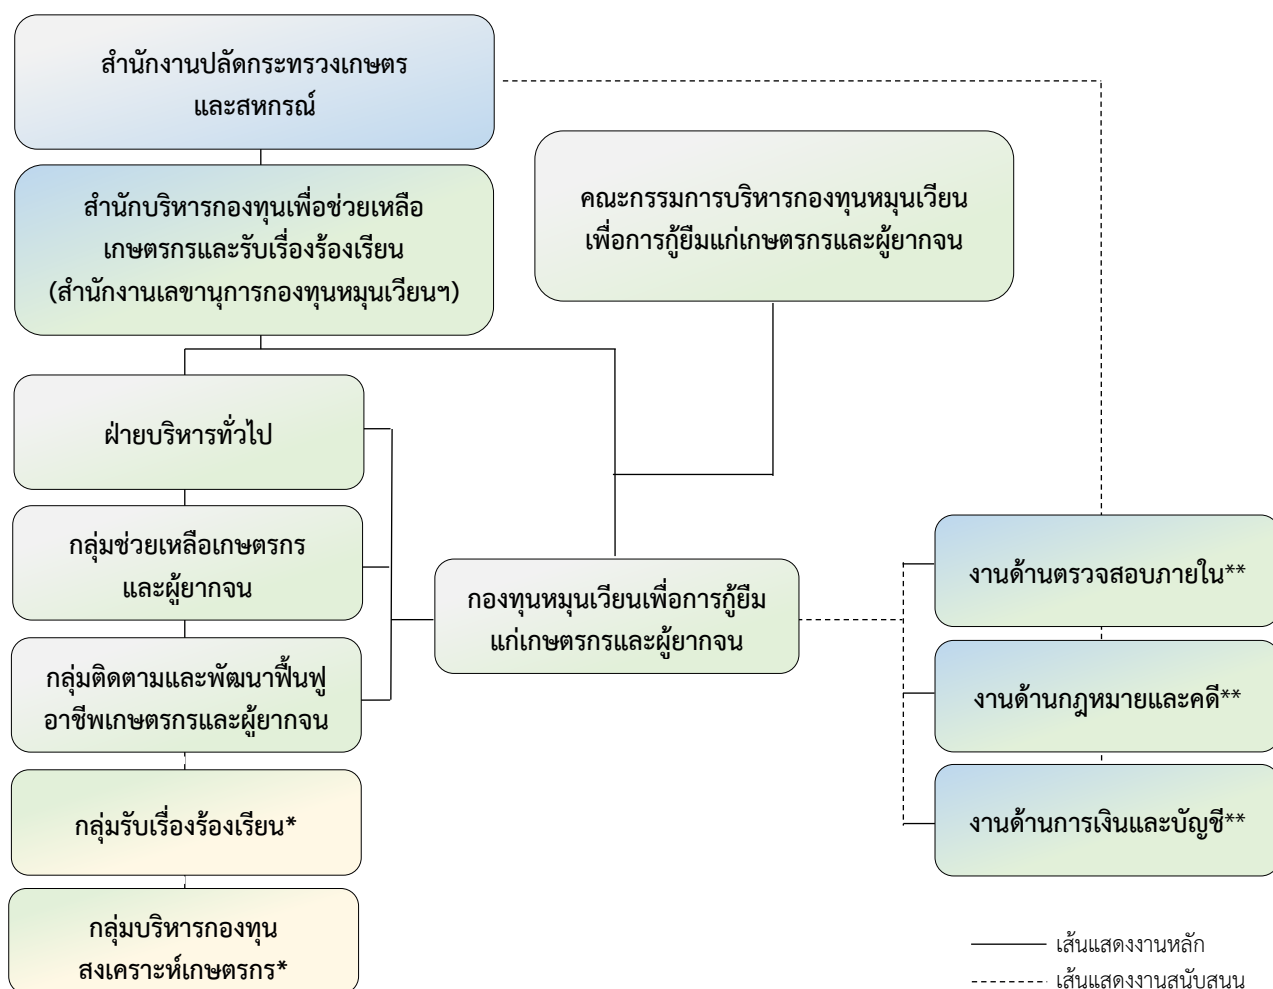 สำนักงานปลัดกระทรวงเกษตร
และสหกรณ์
สำนักบริหารกองทุนเพื่อช่วยเหลือ
เกษตรกรและรับเรื่องร้องเรียน
(สำนักงานเลขานุการกองทุนหมุนเวียนฯ)
คณะกรรมการบริหารกองทุนหมุนเวียน
เพื่อการกู้ยืมแก่เกษตรกรและผู้ยากจน
ฝ่ายบริหารทั่วไป
กลุ่มช่วยเหลือเกษตรกร
และผู้ยากจน
กลุ่มติดตามและพัฒนาฟื้นฟู
อาชีพเกษตรกรและผู้ยากจน
กลุ่มรับเรื่องร้องเรียน*
กลุ่มบริหารกองทุน
สงเคราะห์เกษตรกร*
กองทุนหมุนเวียนเพื่อการกู้ยืม
แก่เกษตรกรและผู้ยากจน
งานด้านตรวจสอบภายใน**
งานด้านกฎหมายและคดี**
งานด้านการเงินและบัญชี**
เส้นแสดงงานหลัก
เส้นแสดงงานสนับสนน